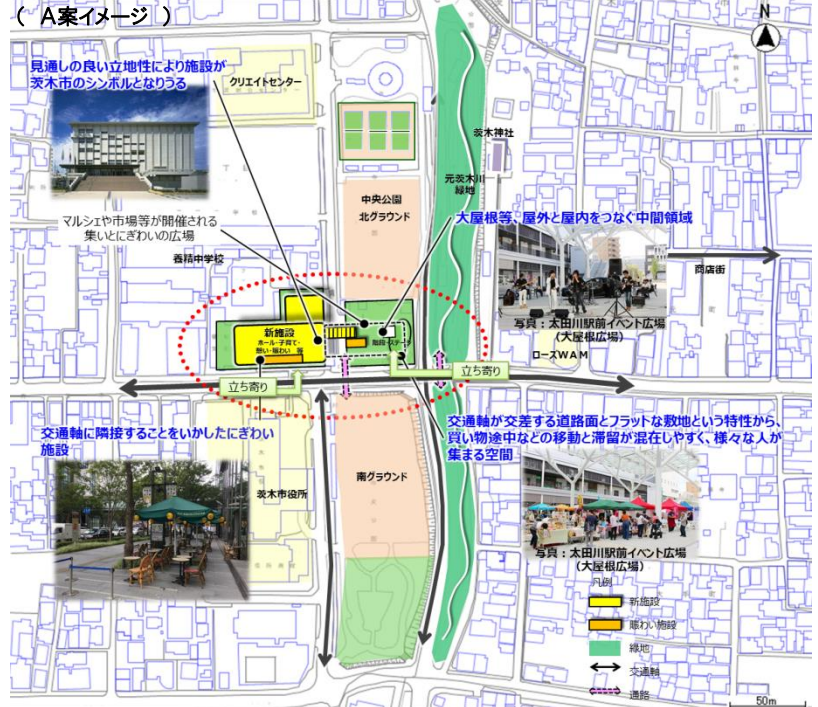 ( A案イメージ )
N
見通しの良い立地性により施設が
茨木市のシンボルとなりうる
クリエイトセンター
茨木神社
元茨木川
緑地
中央公園
北グラウンド
大屋根等、屋外と屋内をつなぐ中間領域
マルシェや市場等が開催される
集いとにぎわいの広場
養精中学校
商店街
写真：太田川駅前イベント広場
(大屋根広場)
新施設
ホール・子育て・
憩い・賑わい 等
階段・ステージ
ローズWAM
立ち寄り
立ち寄り
交通軸に隣接することをいかしたにぎわい
施設
交通軸が交差する道路面とフラットな敷地という特性から、
買い物途中などの移動と滞留が混在しやすく、様々な人が
集まる空間
茨木市役所
南グラウンド
写真：太田川駅前イベント広場
(大屋根広場)
凡例
新施設
賑わい施設
緑地
交通軸
通路
50m